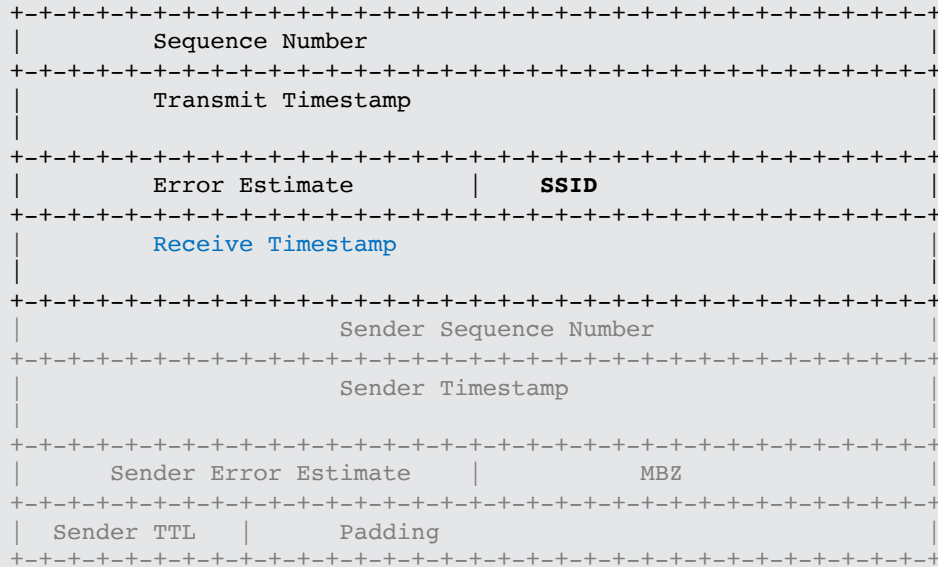 +-+-+-+-+-+-+-+-+-+-+-+-+-+-+-+-+-+-+-+-+-+-+-+-+-+-+-+-+-+-+-+-+
| Sequence Number |
+-+-+-+-+-+-+-+-+-+-+-+-+-+-+-+-+-+-+-+-+-+-+-+-+-+-+-+-+-+-+-+-+
| Transmit Timestamp |
| |
+-+-+-+-+-+-+-+-+-+-+-+-+-+-+-+-+-+-+-+-+-+-+-+-+-+-+-+-+-+-+-+-+
| Error Estimate | SSID |
+-+-+-+-+-+-+-+-+-+-+-+-+-+-+-+-+-+-+-+-+-+-+-+-+-+-+-+-+-+-+-+-+
| Receive Timestamp |
| |
+-+-+-+-+-+-+-+-+-+-+-+-+-+-+-+-+-+-+-+-+-+-+-+-+-+-+-+-+-+-+-+-+
| Sender Sequence Number |
+-+-+-+-+-+-+-+-+-+-+-+-+-+-+-+-+-+-+-+-+-+-+-+-+-+-+-+-+-+-+-+-+
| Sender Timestamp |
| |
+-+-+-+-+-+-+-+-+-+-+-+-+-+-+-+-+-+-+-+-+-+-+-+-+-+-+-+-+-+-+-+-+
| Sender Error Estimate | MBZ |
+-+-+-+-+-+-+-+-+-+-+-+-+-+-+-+-+-+-+-+-+-+-+-+-+-+-+-+-+-+-+-+-+
| Sender TTL | Padding |
+-+-+-+-+-+-+-+-+-+-+-+-+-+-+-+-+-+-+-+-+-+-+-+-+-+-+-+-+-+-+-+-+